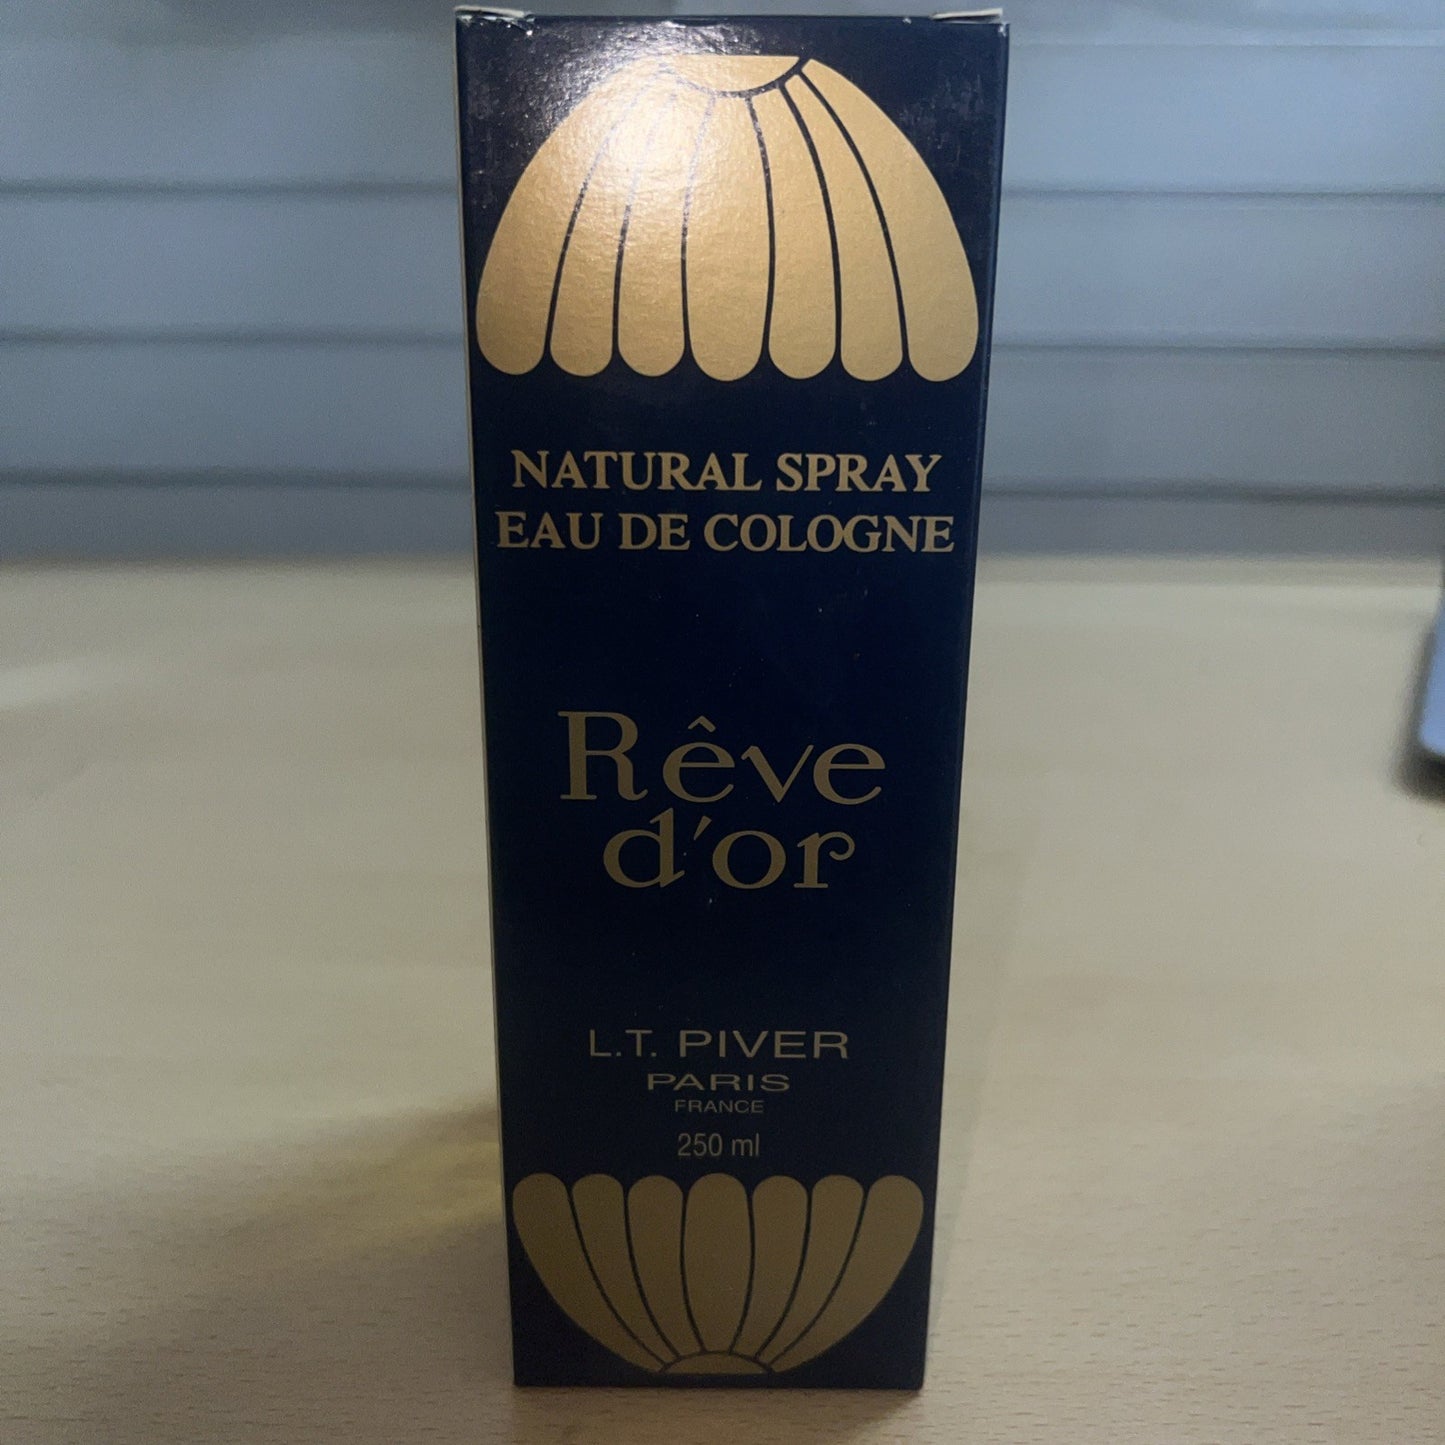 NATURAL SPRAY
EAU DE COLOGNE
Rêve
d'or
L.T. PIVER
PARIS
FRANCE
250 ml